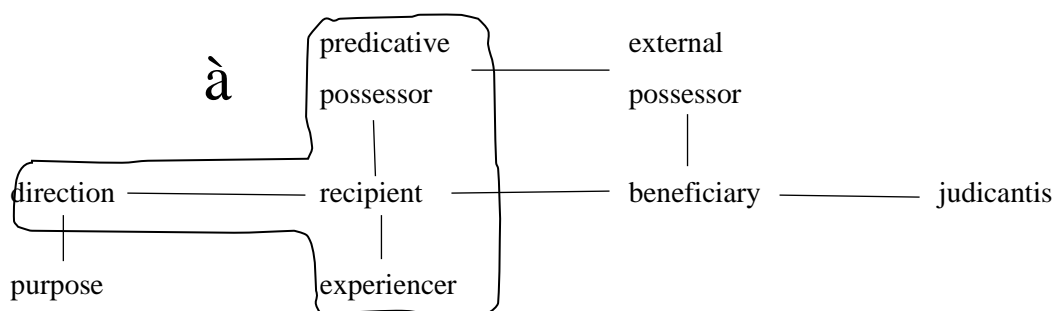 predicative external
à
possessor possessor
direction recipient beneficiary judicantis
purpose experiencer